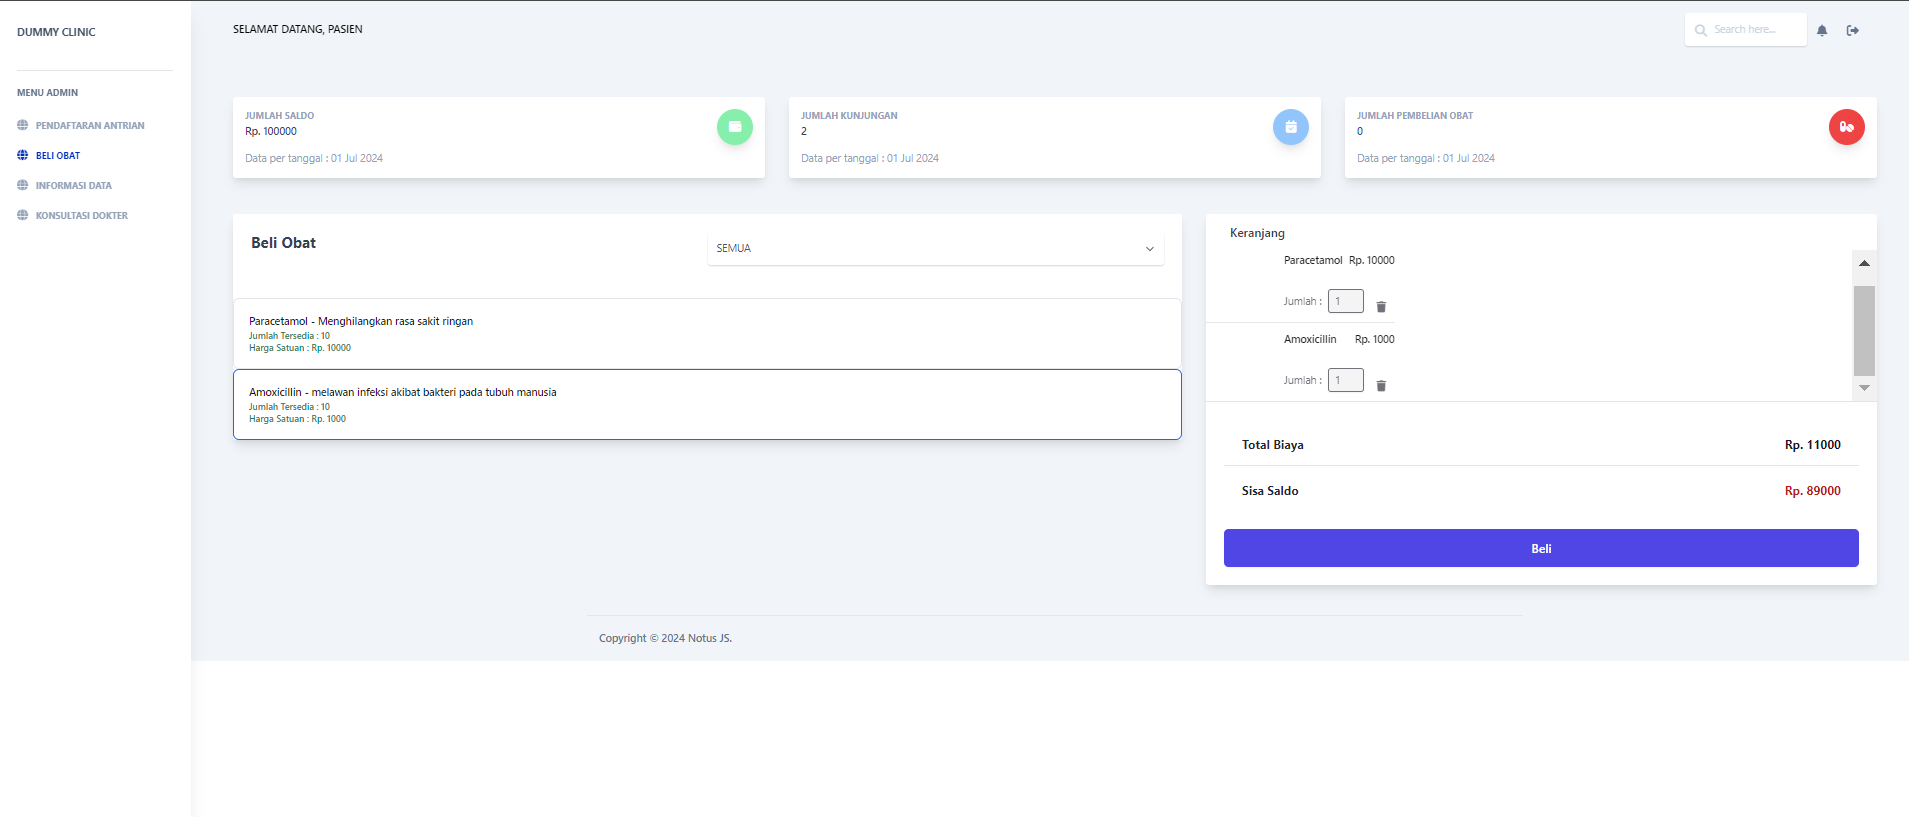 DUMMY CLINIC
MENU ADMIN
PENDAFTARAN ANTRIAN
BELI OBAT
INFORMASI DATA
KONSULTASI DOKTER
SELAMAT DATANG, PASIEN
Search here...
JUMLAH SALDO
Rp. 100000
Data per tanggal : 01 Jul 2024
JUMLAH KUNJUNGAN
2
Data per tanggal : 01 Jul 2024
JUMLAH PEMBELIAN OBAT
0
Data per tanggal : 01 Jul 2024
Beli Obat
SEMUA
Paracetamol - Menghilangkan rasa sakit ringan
Jumlah Tersedia : 10
Harga Satuan : Rp. 10000
Amoxicillin - melawan infeksi akibat bakteri pada tubuh manusia
Jumlah Tersedia : 10
Harga Satuan : Rp. 1000
Keranjang
Paracetamol Rp. 10000
Jumlah : 1
Amoxicillin Rp. 1000
Jumlah : 1
Total Biaya Rp. 11000
Sisa Saldo Rp. 89000
Beli
Copyright © 2024 Notus JS.